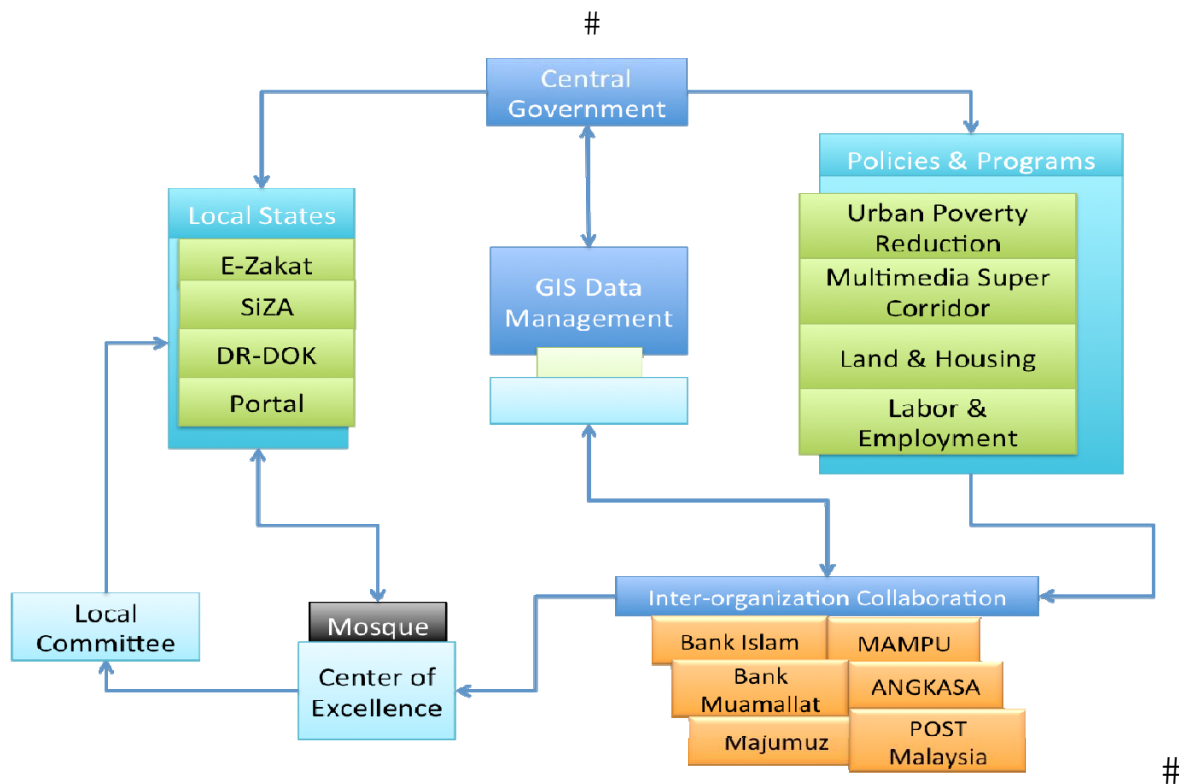 #
Central
Government
Policies & Programs
Local States
Urban Poverty
Reduction
E-Zakat
SiZA
DR-DOK
Portal
GIS Data
Management
Multimedia Super
Corridor
Land & Housing
Labor &
Employment
Local
Committee
Mosque
Center of
Excellence
Inter-organization Collaboration
Bank Islam
MAMPU
Bank
Muamallat
ANGKASA
Majumuz
POST
Malaysia
#